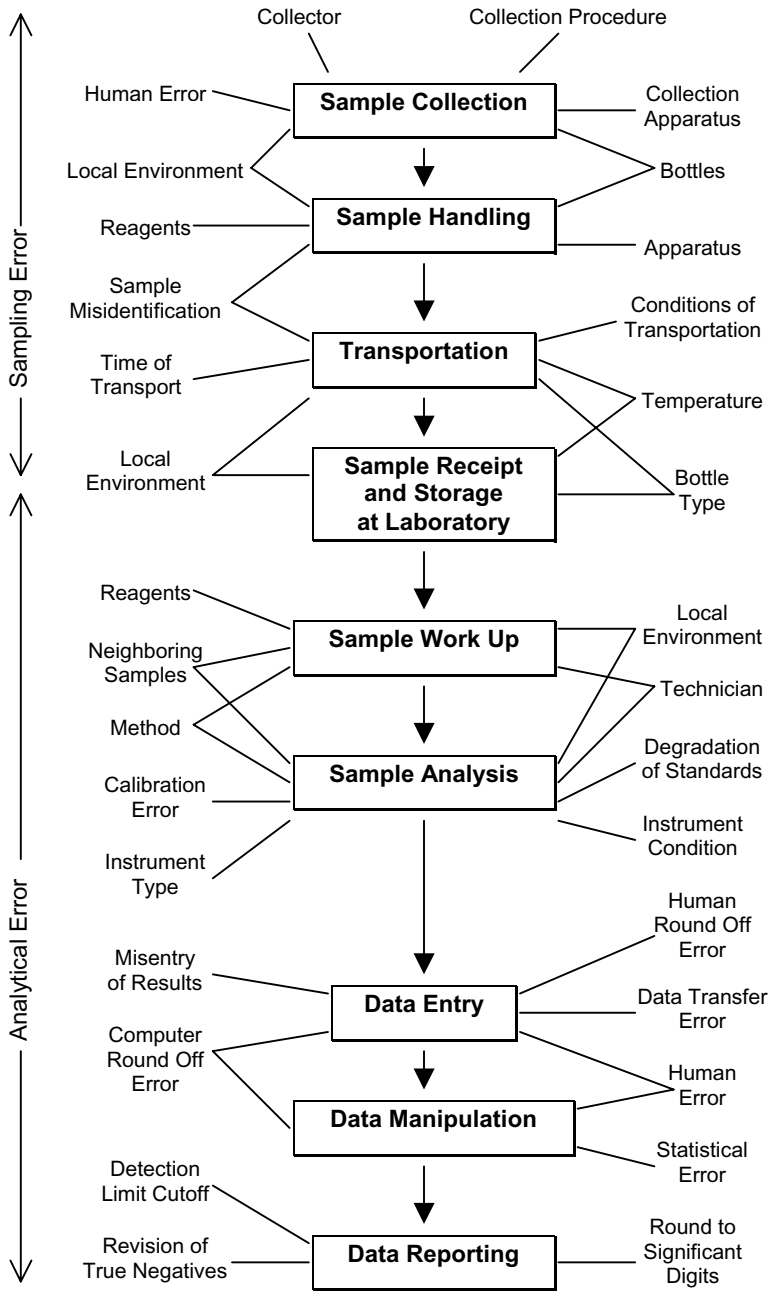 Collector
Collection Procedure
Human Error
Sample Collection
Collection
Apparatus
Local Environment
Bottles
Reagents
Sample Handling
Apparatus
Sample
Misidentification
Conditions of
Transportation
Transportation
Time of
Transport
Temperature
Local
Environment
Sample Receipt
and Storage
at Laboratory
Bottle
Type
Sampling Error
Reagents
Sample Work Up
Local
Environment
Neighboring
Samples
Technician
Method
Sample Analysis
Degradation
of Standards
Calibration
Error
Instrument
Condition
Instrument
Type
Human
Round Off
Error
Misentry
of Results
Data Entry
Data Transfer
Error
Computer
Round Off
Error
Human
Error
Data Manipulation
Statistical
Error
Detection
Limit Cutoff
Revision of
True Negatives
Data Reporting
Round to
Significant
Digits
Analytical Error